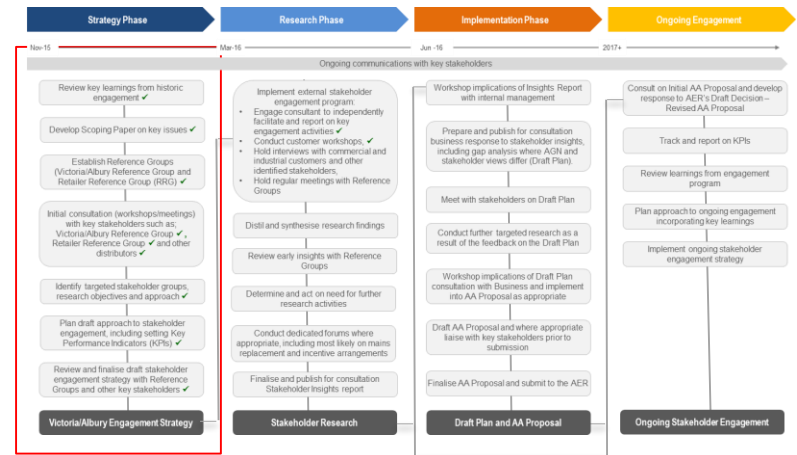 Strategy Phase
Research Phase
Implementation Phase
Ongoing Engagement
Nov-15
Mar-16
Jun -16
2017+
Ongoing communications with key stakeholders
Review key learnings from historic
engagement ✔
Develop Scoping Paper on key issues ✔
Establish Reference Groups
(Victoria/Albury Reference Group and
Retailer Reference Group (RRG) ✔
Initial consultation (workshops/meetings)
with key stakeholders such as;
Victoria/Albury Reference Group ✔,
Retailer Reference Group ✔ and other
distributors ✔
Identify targeted stakeholder groups,
research objectives and approach ✔
Plan draft approach to stakeholder
engagement, including setting Key
Performance Indicators (KPIs) ✔
Review and finalise draft stakeholder
engagement strategy with Reference
Groups and other key stakeholders ✔
Victoria/Albury Engagement Strategy
Implement external stakeholder
engagement program:
• Engage consultant to independently
facilitate and report on key
engagement activities ✔
• Conduct customer workshops, ✔
• Hold interviews with commercial and
industrial customers and other
identified stakeholders,
• Hold regular meetings with Reference
Groups
Distil and synthesise research findings
Review early insights with Reference
Groups
Determine and act on need for further
research activities
Conduct dedicated forums where
appropriate, including most likely on mains
replacement and incentive arrangements
Finalise and publish for consultation
Stakeholder Insights report
Stakeholder Research
Workshop implications of Insights Report
with internal management
Prepare and publish for consultation
business response to stakeholder insights,
including gap analysis where AGN and
stakeholder views differ (Draft Plan).
Meet with stakeholders on Draft Plan
Conduct further targeted research as a
result of the feedback on the Draft Plan
Workshop implications of Draft Plan
consultation with Business and implement
into AA Proposal as appropriate
Draft AA Proposal and where appropriate
liaise with key stakeholders prior to
submission
Finalise AA Proposal and submit to the AER
Draft Plan and AA Proposal
Consult on Initial AA Proposal and develop
response to AER's Draft Decision –
Revised AA Proposal
Track and report on KPIs
Review learnings from engagement
program
Plan approach to ongoing engagement
incorporating key learnings
Implement ongoing stakeholder
engagement strategy
Ongoing Stakeholder Engagement